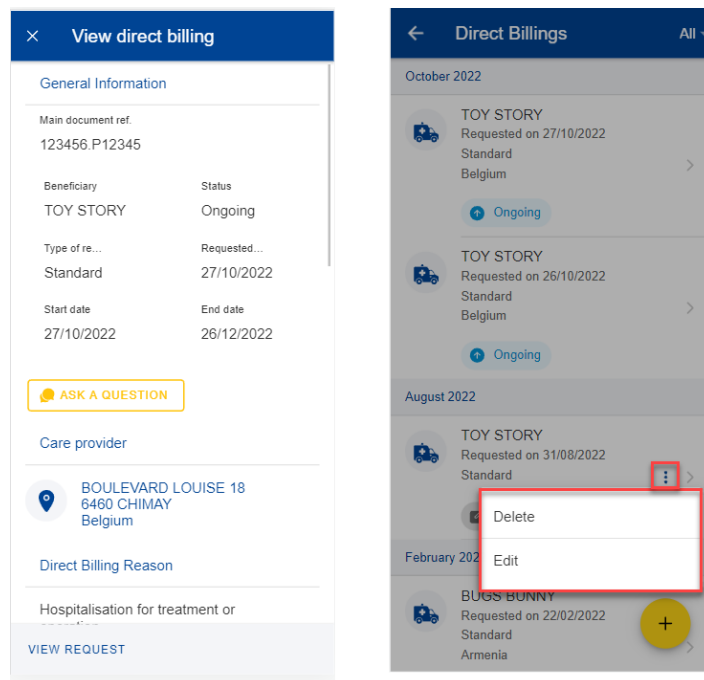 View direct billing
General Information
Main document ref.
123456.P12345
Beneficiary Status
TOY STORY Ongoing
Type of re... Requested...
Standard 27/10/2022
Start date End date
27/10/2022 26/12/2022
ASK A QUESTION
Care provider
BOULEVARD LOUISE 18
6460 CHIMAY
Belgium
Direct Billing Reason
Hospitalisation for treatment or
VIEW REQUEST
Direct Billings All
October 2022
TOY STORY
Requested on 27/10/2022
Standard
Belgium
Ongoing
TOY STORY
Requested on 26/10/2022
Standard
Belgium
Ongoing
August 2022
TOY STORY
Requested on 31/08/2022
Standard
Delete
Edit
February 202
BUGS BUNNY
Requested on 22/02/2022
Standard
Armenia